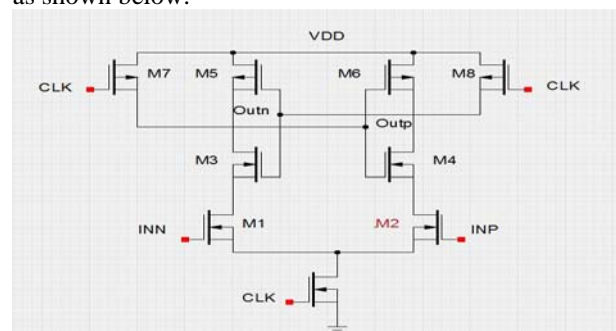 as shown below.
VDD
M7 M5 M6 M8
CLK CLK
Outn
Outp
M3 M4
INN M1 M2 INP
CLK